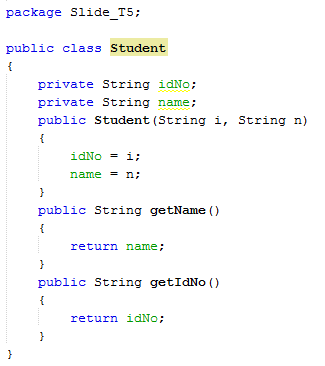 package Slide_T5;
public class Student
{
private String idNo;
private String name;
public Student(String i, String n)
{
idNo = i;
name = n;
}
public String getName()
{
return name;
}
public String getIdNo()
{
return idNo;
}
}